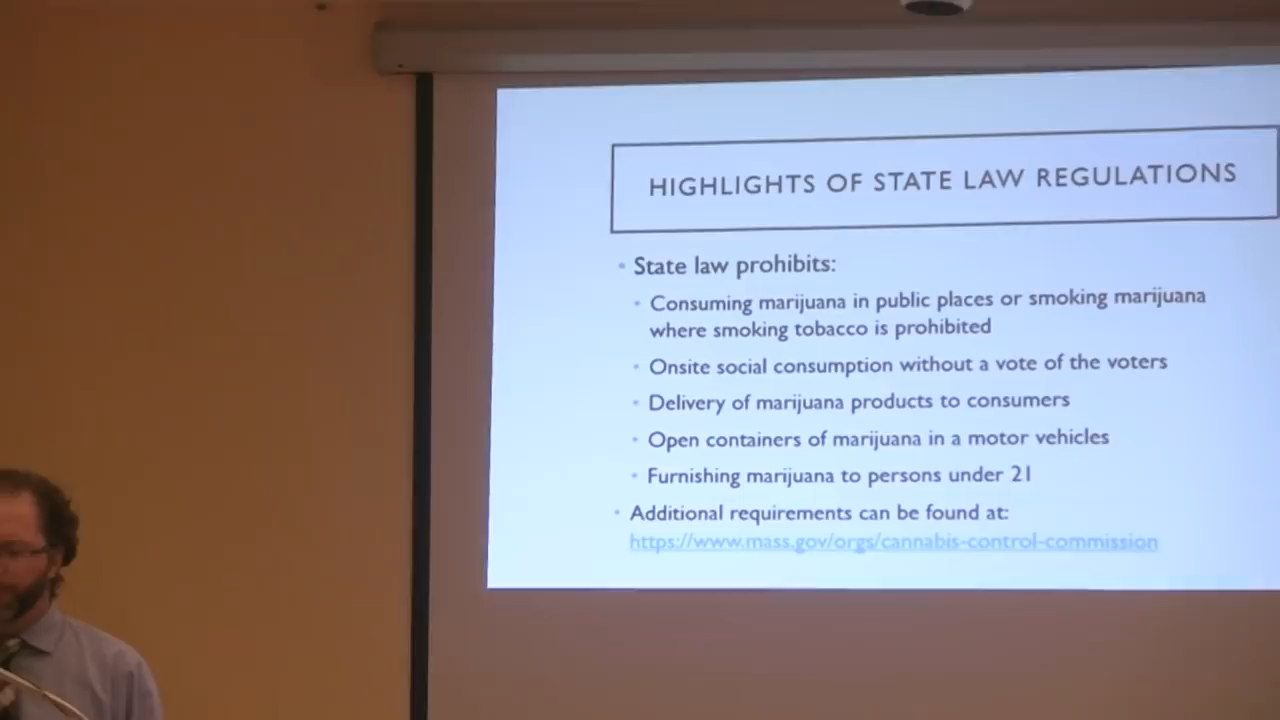 HIGHLIGHTS OF STATE LAW REGULATIONS
• State law prohibits:
• Consuming marijuana in public places or smoking marijuana
where smoking tobacco is prohibited
• Onsite social consumption without a vote of the voters
• Delivery of marijuana products to consumers
• Open containers of marijuana in a motor vehicles
• Furnishing marijuana to persons under 21
• Additional requirements can be found at:
https://www.mass.gov/orgs/cannabis-control-commission